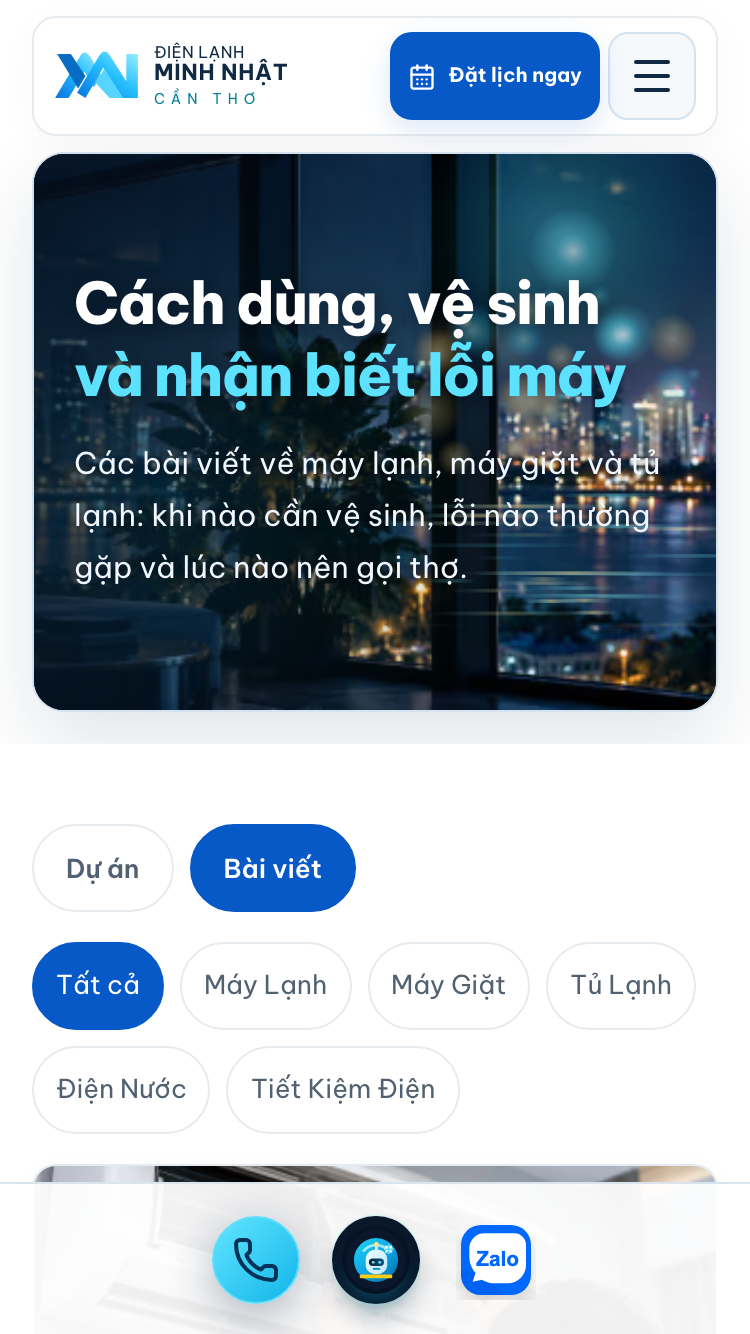 ĐIỆN LẠNH
MINH NHẬT
CẦN THƠ
Đặt lịch ngay
Cách dùng, vệ sinh
và nhận biết lỗi máy
Các bài viết về máy lạnh, máy giặt và tủ
lạnh: khi nào cần vệ sinh, lỗi nào thường
gặp và lúc nào nên gọi thợ.
Dự án
Bài viết
Tất cả
Máy Lạnh
Máy Giặt
Tủ Lạnh
Điện Nước
Tiết Kiệm Điện
Zalo